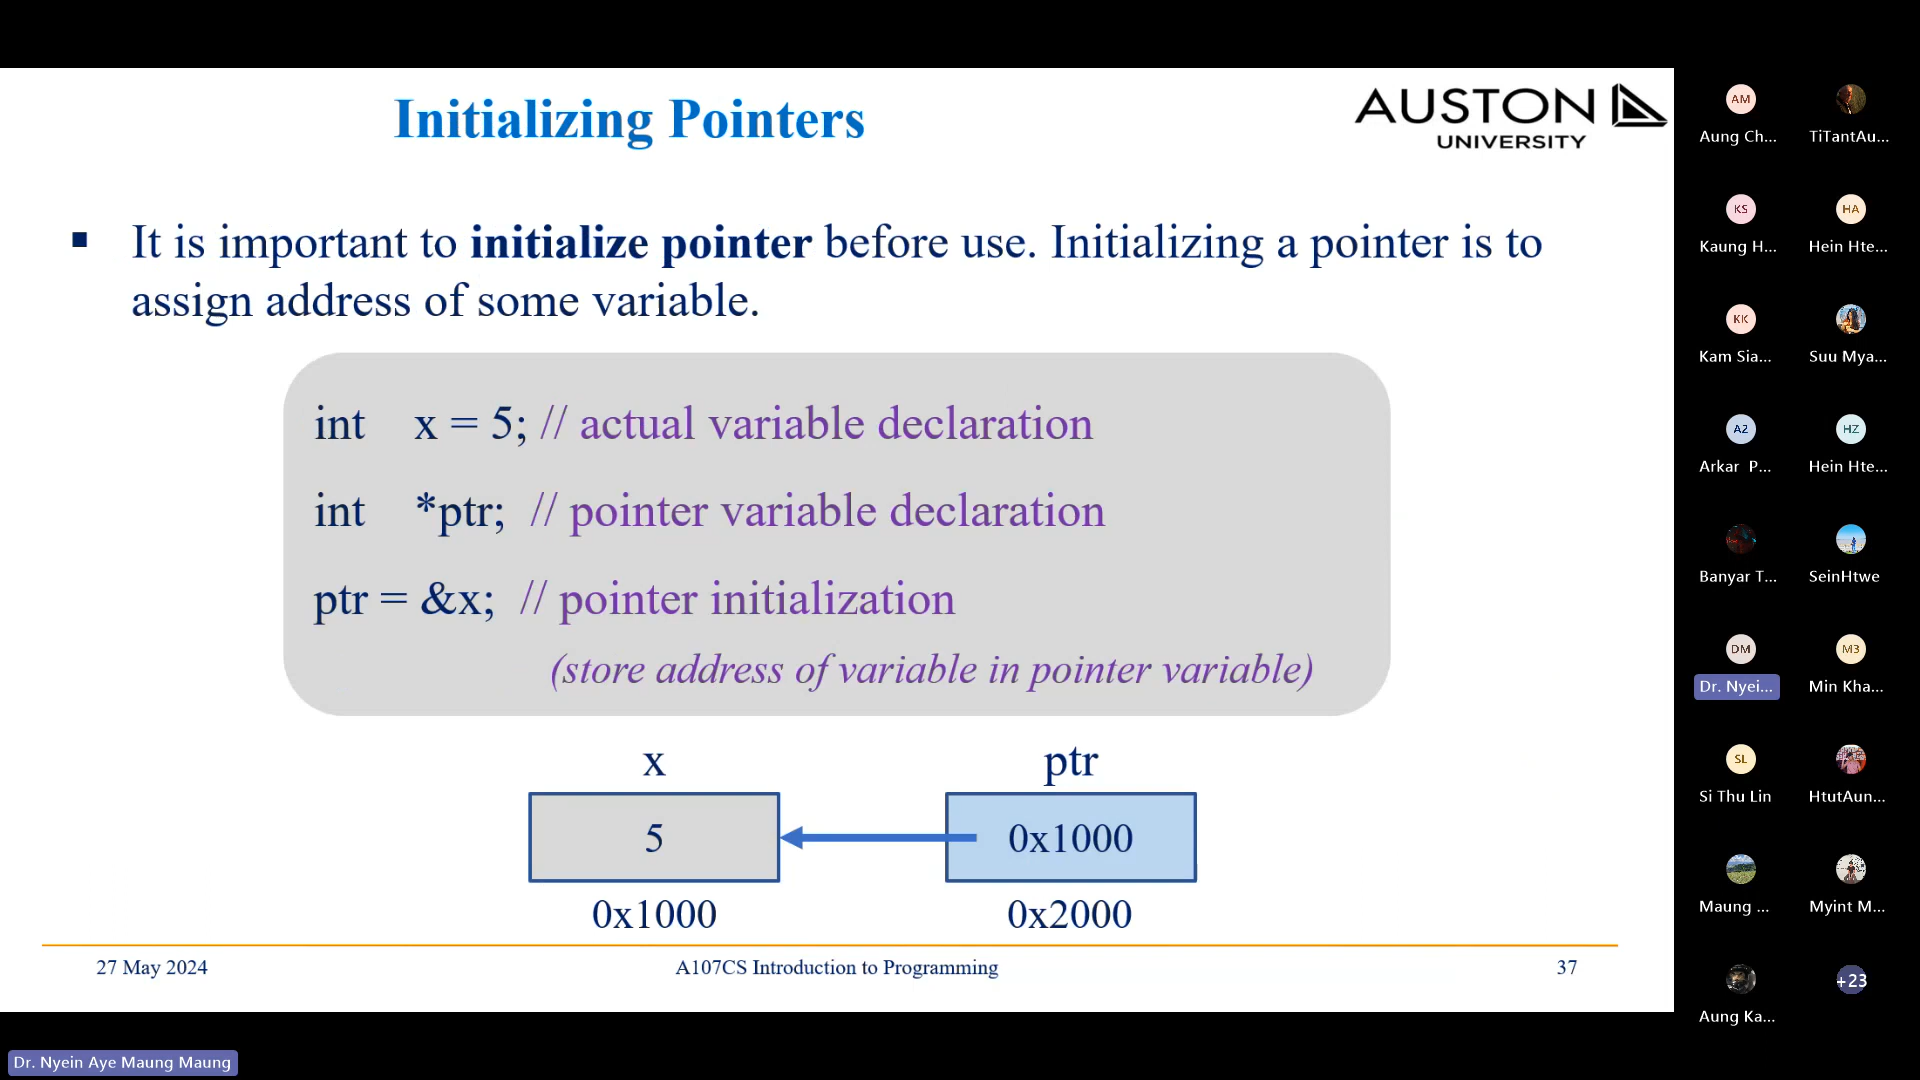 Initializing Pointers
AUSTON
UNIVERSITY
▪ It is important to initialize pointer before use. Initializing a pointer is to
assign address of some variable.
int x = 5; // actual variable declaration
int *ptr; // pointer variable declaration
ptr = &x; // pointer initialization
(store address of variable in pointer variable)
x ptr
5 0x1000
0x1000 0x2000
27 May 2024 A107CS Introduction to Programming 37
AM
Aung Ch... TiTantAu...
KS HA
Kaung H... Hein Hte...
KK
Kam Sia... Suu Mya...
A2 HZ
Arkar P... Hein Hte...
Banyar T... SeinHtwe
DM M3
Dr. Nyei... Min Kha...
SL
Si Thu Lin HtutAun...
Maung ... Myint M...
+23
Aung Ka...
Dr. Nyein Aye Maung Maung